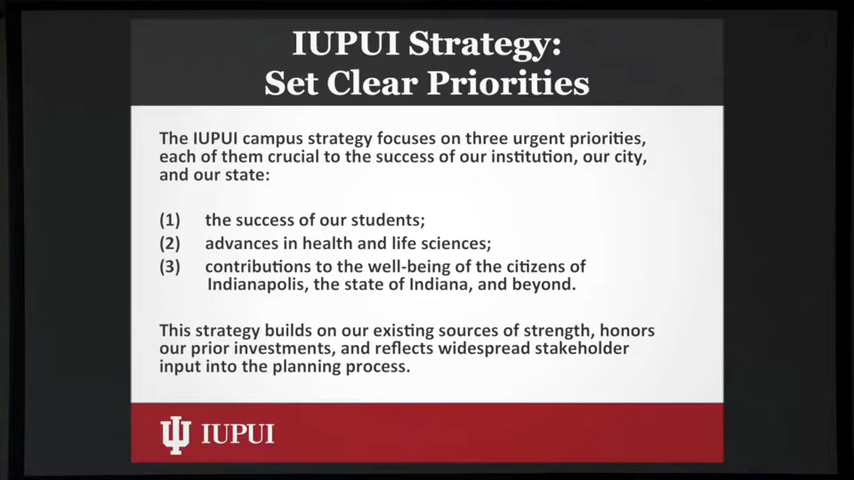 IUPUI Strategy:
Set Clear Priorities
The IUPUI campus strategy focuses on three urgent priorities,
each of them crucial to the success of our institution, our city,
and our state:
(1) the success of our students;
(2) advances in health and life sciences;
(3) contributions to the well-being of the citizens of
Indianapolis, the state of Indiana, and beyond.
This strategy builds on our existing sources of strength, honors
our prior investments, and reflects widespread stakeholder
input into the planning process.
IUPUI